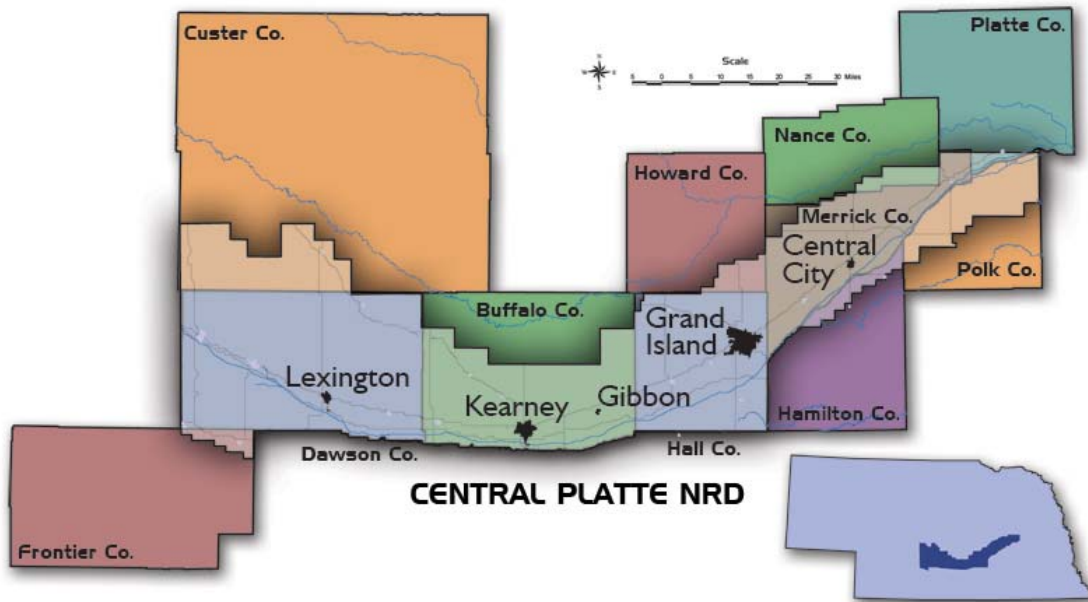 Custer Co.
Platte Co.
Scale
N
W
E
S
5 0 5 10 15 20 25 30 Miles
Nance Co.
Howard Co.
Merrick Co.
Central
City
Polk Co.
Buffalo Co.
Grand
Island
Lexington
Kearney
Gibbon
Hamilton Co.
Dawson Co.
Hall Co.
CENTRAL PLATTE NRD
Frontier Co.